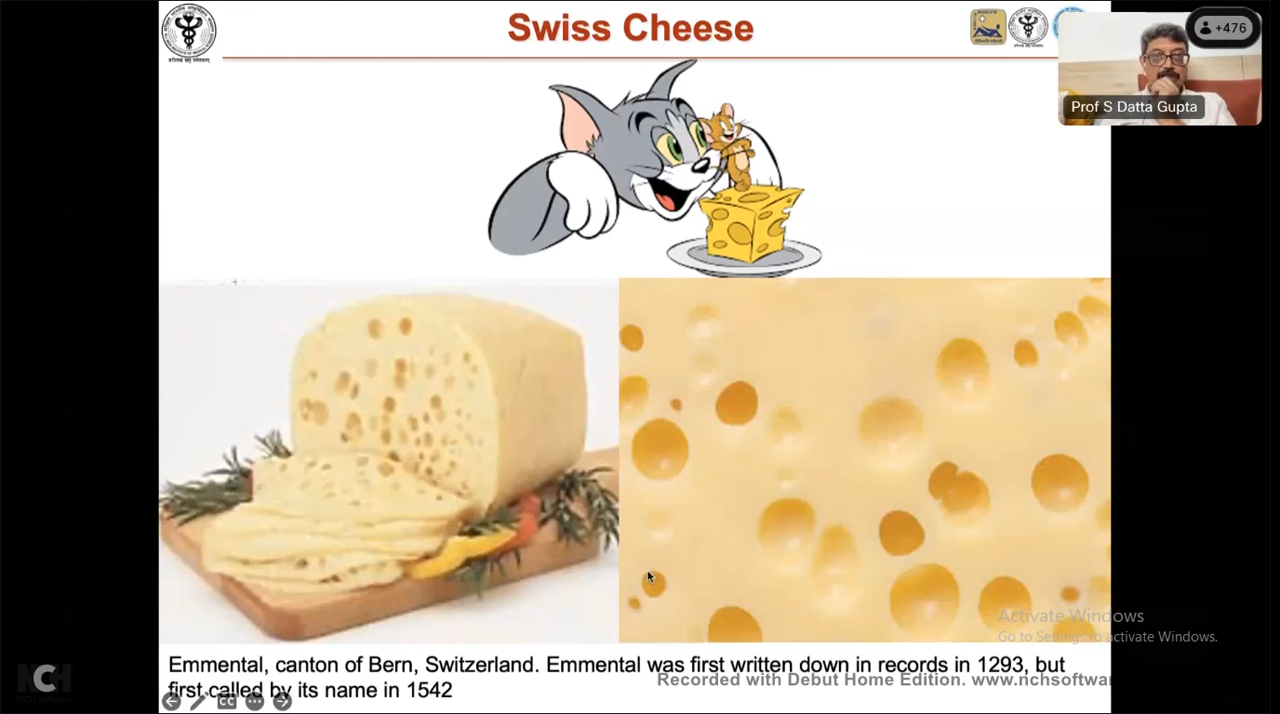 Swiss Cheese
+476
Prof S Datta Gupta
Activate Windows
Go to Settings to activate Windows.
Emmental, canton of Bern, Switzerland. Emmental was first written down in records in 1293, but
first called by its name in 1542
Recorded with Debut Home Edition. www.nchsoftwar
NCH
CC